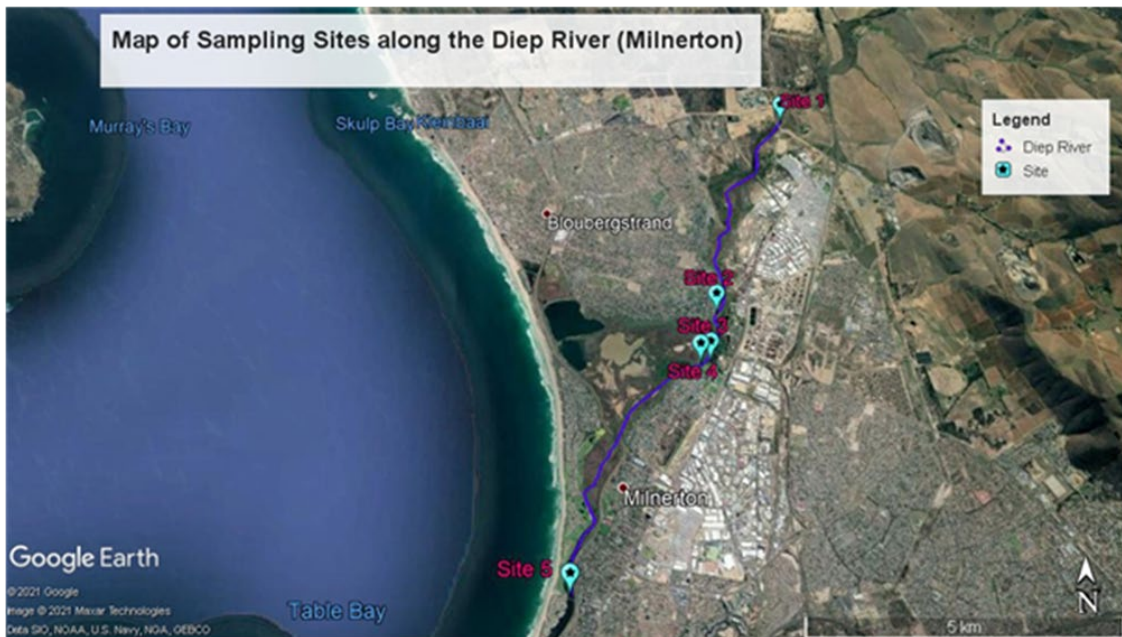 Map of Sampling Sites along the Diep River (Milnerton)
Site 1
Murray's Bay
Skulp Bay
Kleinbaai
Legend
Diep River
Site
Bloubergstrand
Site 2
Site 3
Site 4
Milnerton
Google Earth
Site 5
©2021 Google
Image © 2021 Maxar Technologies
Data SIO, NOAA, U.S. Navy, NGA, GEBCO
Table Bay
N
5 km